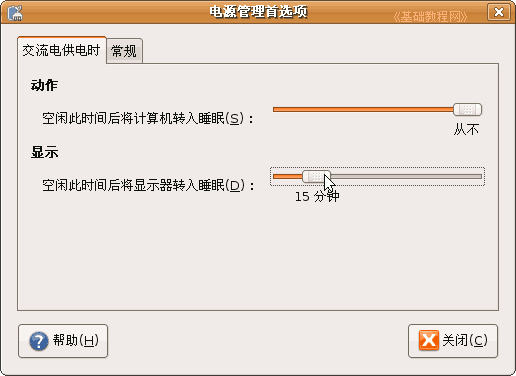 电源管理首选项
《基础教程网》
交流电供电时
常规
动作
空闲此时间后将计算机转入睡眠(S)：
从不
显示
空闲此时间后将显示器转入睡眠(D)：
15 分钟
帮助(H)
关闭(C)